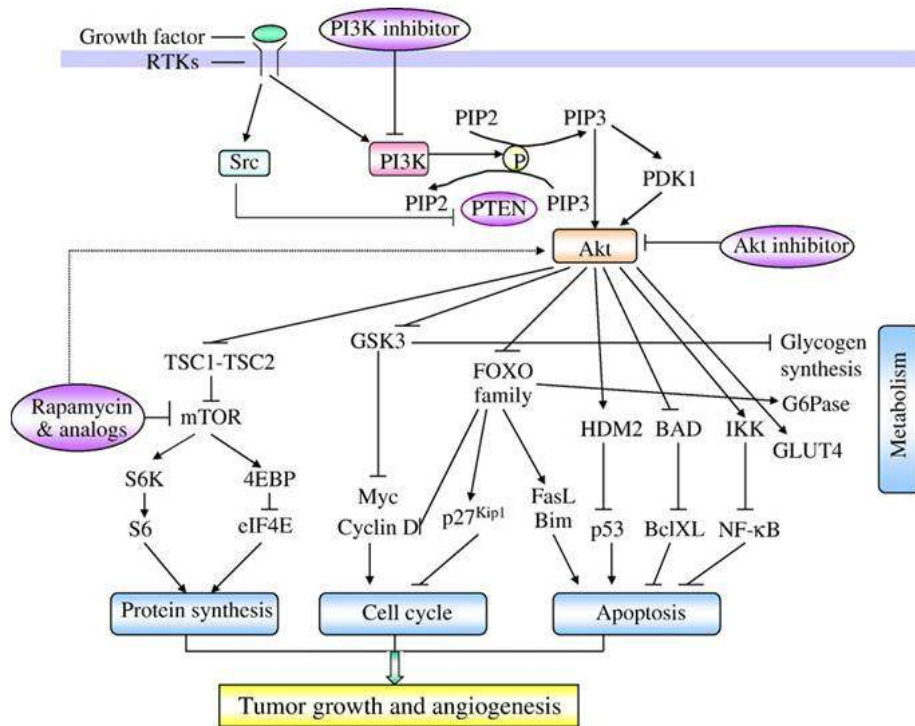 Growth factor
PI3K inhibitor
RTKs
PIP2
PIP3
Src
PI3K
P
PDK1
PIP2
PTEN
PIP3
Akt
Akt inhibitor
GSK3
Glycogen
synthesis
TSC1-TSC2
FOXO
family
G6Pase
Rapamycin
& analogs
mTOR
HDM2
BAD
IKK
GLUT4
Metabolism
S6K
4EBP
Myc
Cyclin D
p27Kip1
FasL
Bim
S6
eIF4E
p53
BclXL
NF-κB
Protein synthesis
Cell cycle
Apoptosis
Tumor growth and angiogenesis